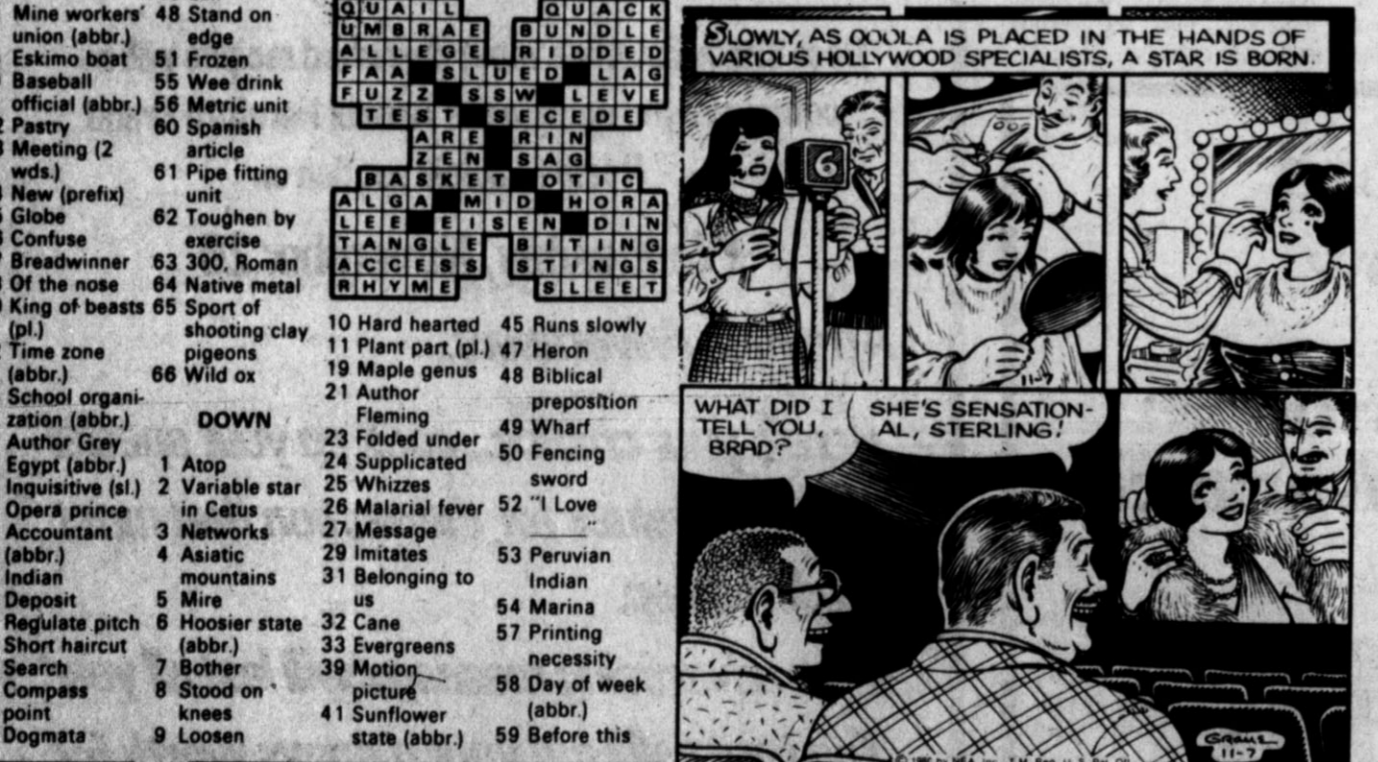 Mine workers'
union (abbr.)
Eskimo boat
Baseball
official (abbr.)
Pastry
Meeting (2
wds.)
New (prefix)
Globe
Confuse
Breadwinner
Of the nose
King of beasts
(pl.)
Time zone
(abbr.)
School organi-
zation (abbr.)
Author Grey
Egypt (abbr.)
Inquisitive (sl.)
Opera prince
Accountant
(abbr.)
Indian
Deposit
Regulate pitch
Short haircut
Search
Compass
point
Dogmata
48 Stand on
edge
51 Frozen
55 Wee drink
56 Metric unit
60 Spanish
article
61 Pipe fitting
unit
62 Toughen by
exercise
63 300, Roman
64 Native metal
65 Sport of
shooting clay
pigeons
66 Wild ox
DOWN
1 Atop
2 Variable star
in Cetus
3 Networks
4 Asiatic
mountains
5 Mire
6 Hoosier state
(abbr.)
7 Bother
8 Stood on
knees
9 Loosen
QUAIL QUACK
UMBRAE BUNDLE
ALLEGE RIDDED
FAA SLUED LAG
FUZZ SSW LEVE
TEST SECEDE
ARE RIN
ZEN SAG
BASKET OTIC
ALGA MID HORA
LEE EISEN DIN
TANGLE BITING
ACCESS STINGS
RHYME SLEET
10 Hard hearted
11 Plant part (pl.)
19 Maple genus
21 Author
Fleming
23 Folded under
24 Supplicated
25 Whizzes
26 Malarial fever
27 Message
29 Imitates
31 Belonging to
us
32 Cane
33 Evergreens
39 Motion
picture
41 Sunflower
state (abbr.)
45 Runs slowly
47 Heron
48 Biblical
preposition
49 Wharf
50 Fencing
sword
52 "I Love
____"
53 Peruvian
Indian
54 Marina
57 Printing
necessity
58 Day of week
(abbr.)
59 Before this
SLOWLY, AS OOOLA IS PLACED IN THE HANDS OF
VARIOUS HOLLYWOOD SPECIALISTS, A STAR IS BORN.
6
11-7
WHAT DID I
TELL YOU,
BRAD?
SHE'S SENSATION-
AL, STERLING!
GRAUE
11-7